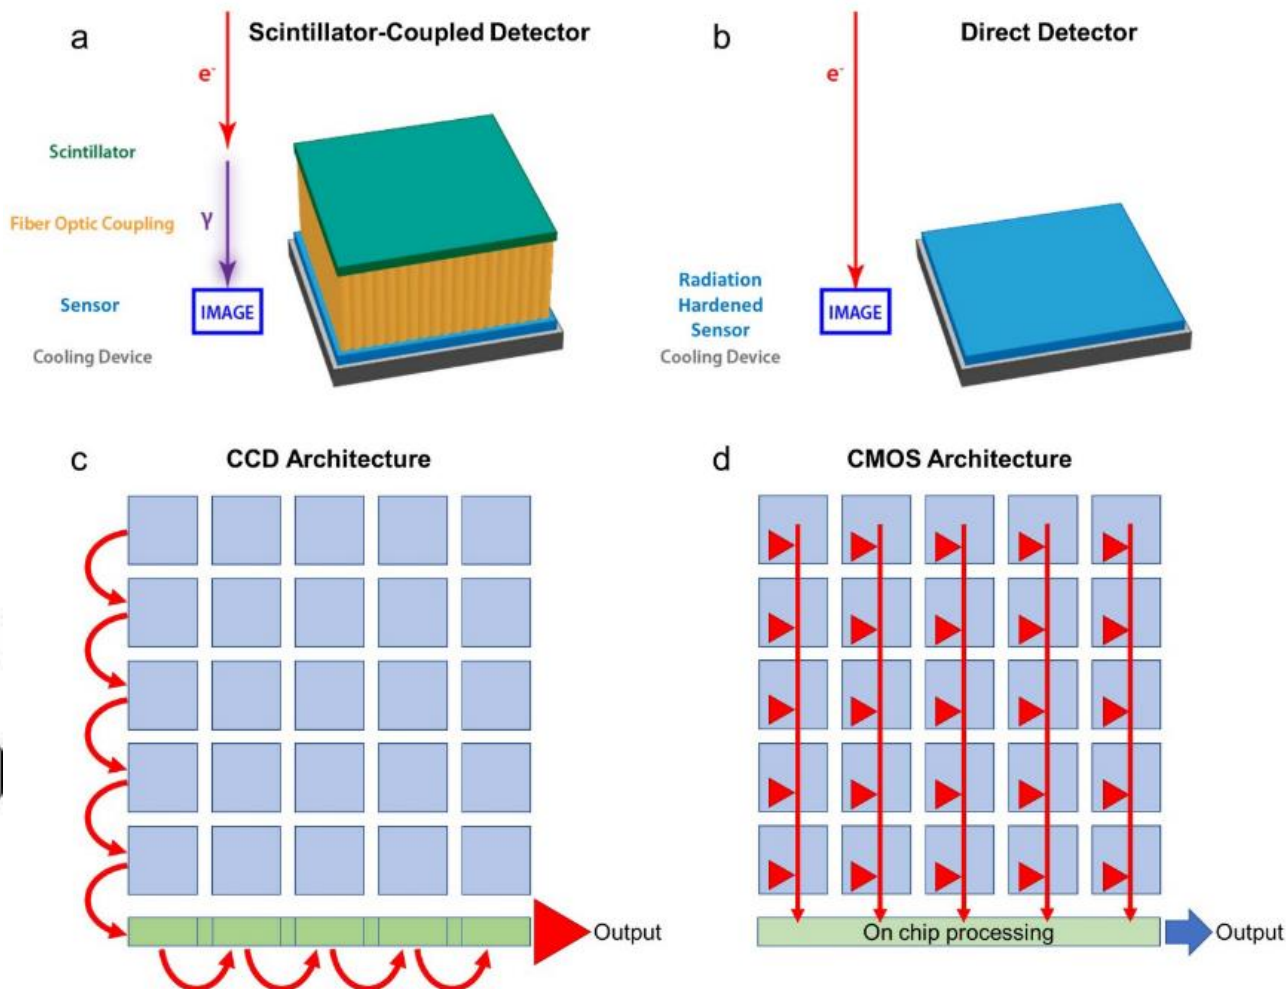 a
Scintillator-Coupled Detector
e-
Scintillator
Fiber Optic Coupling
γ
Sensor
IMAGE
Cooling Device
b
Direct Detector
e-
Radiation
Hardened
Sensor
IMAGE
Cooling Device
c
CCD Architecture
Output
d
CMOS Architecture
On chip processing
Output